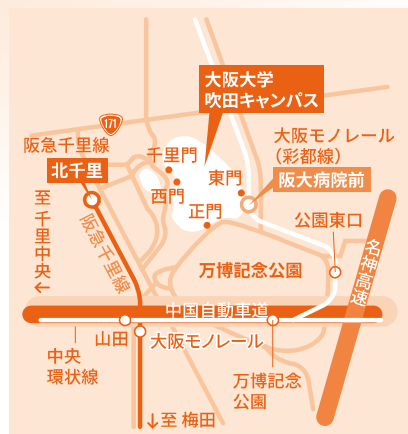 大阪大学
吹田キャンパス
171
阪急千里線
北千里
千里門
西門
東門
正門
大阪モノレール
（彩都線）
阪大病院前
公園東口
至千里中央←
阪急千里線
万博記念公園
名神高速
中国自動車道
山田
大阪モノレール
中央
環状線
万博記念
公園
↓至 梅田